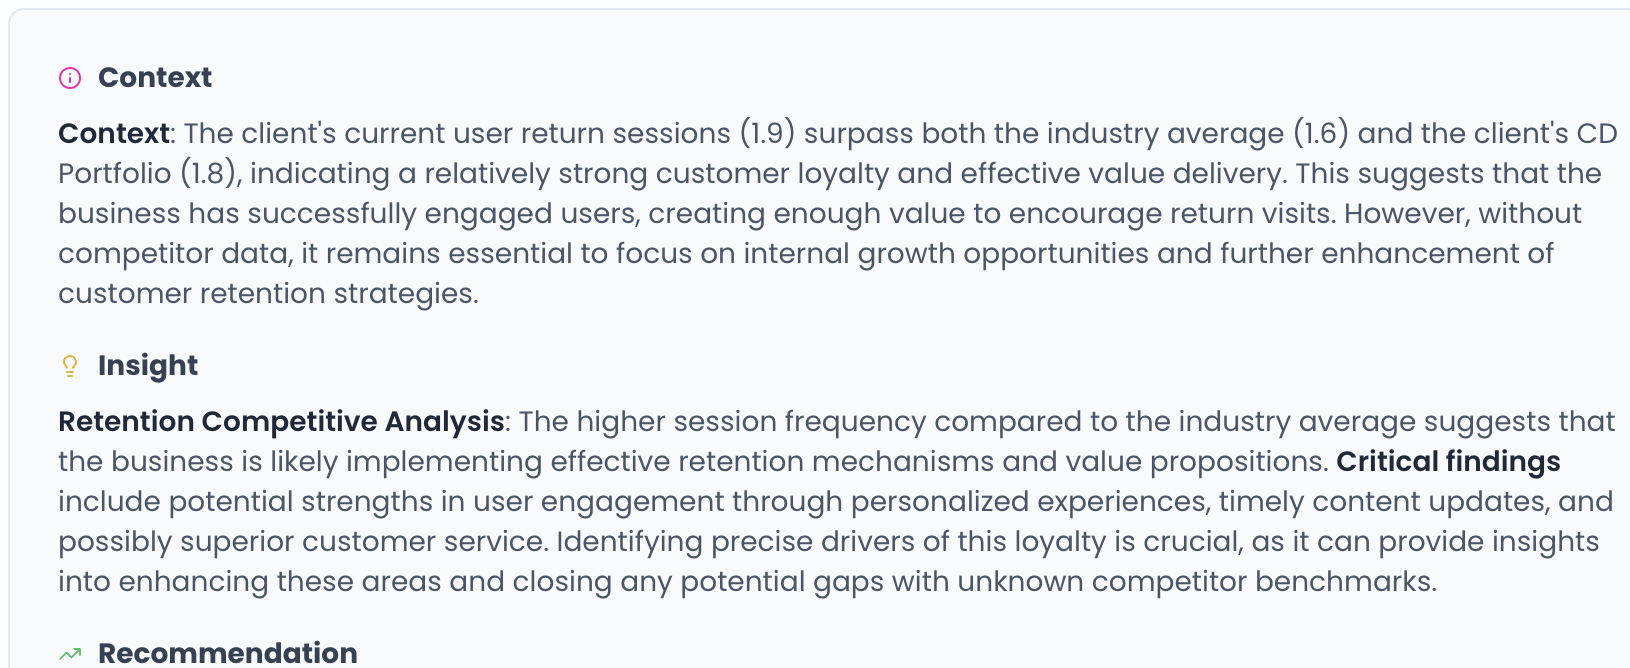 Context
Context: The client's current user return sessions (1.9) surpass both the industry average (1.6) and the client's CD
Portfolio (1.8), indicating a relatively strong customer loyalty and effective value delivery. This suggests that the
business has successfully engaged users, creating enough value to encourage return visits. However, without
competitor data, it remains essential to focus on internal growth opportunities and further enhancement of
customer retention strategies.
Insight
Retention Competitive Analysis: The higher session frequency compared to the industry average suggests that
the business is likely implementing effective retention mechanisms and value propositions. Critical findings
include potential strengths in user engagement through personalized experiences, timely content updates, and
possibly superior customer service. Identifying precise drivers of this loyalty is crucial, as it can provide insights
into enhancing these areas and closing any potential gaps with unknown competitor benchmarks.
Recommendation